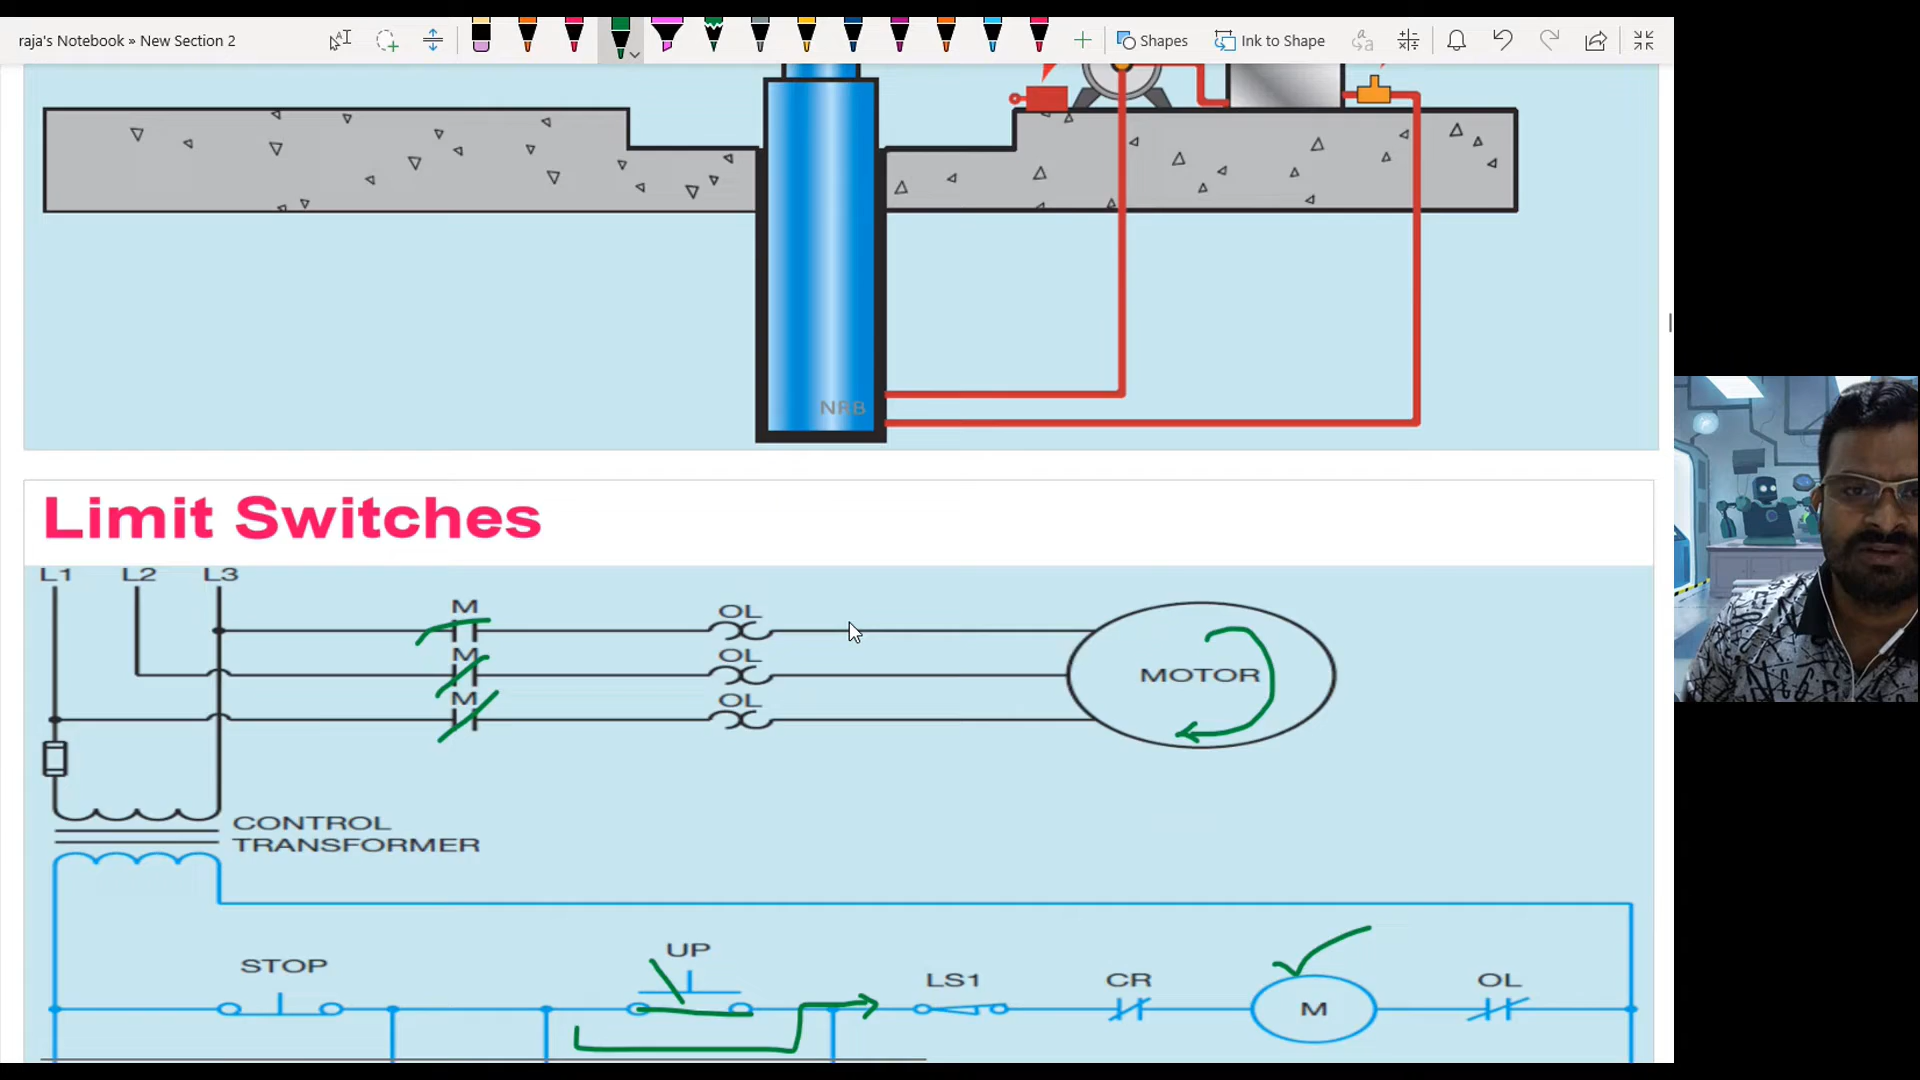 raja's Notebook » New Section 2
Shapes
Ink to Shape
NRB
Limit Switches
L1 L2 L3
M OL
M OL
MOTOR
M OL
CONTROL
TRANSFORMER
UP
STOP LS1 CR OL
M